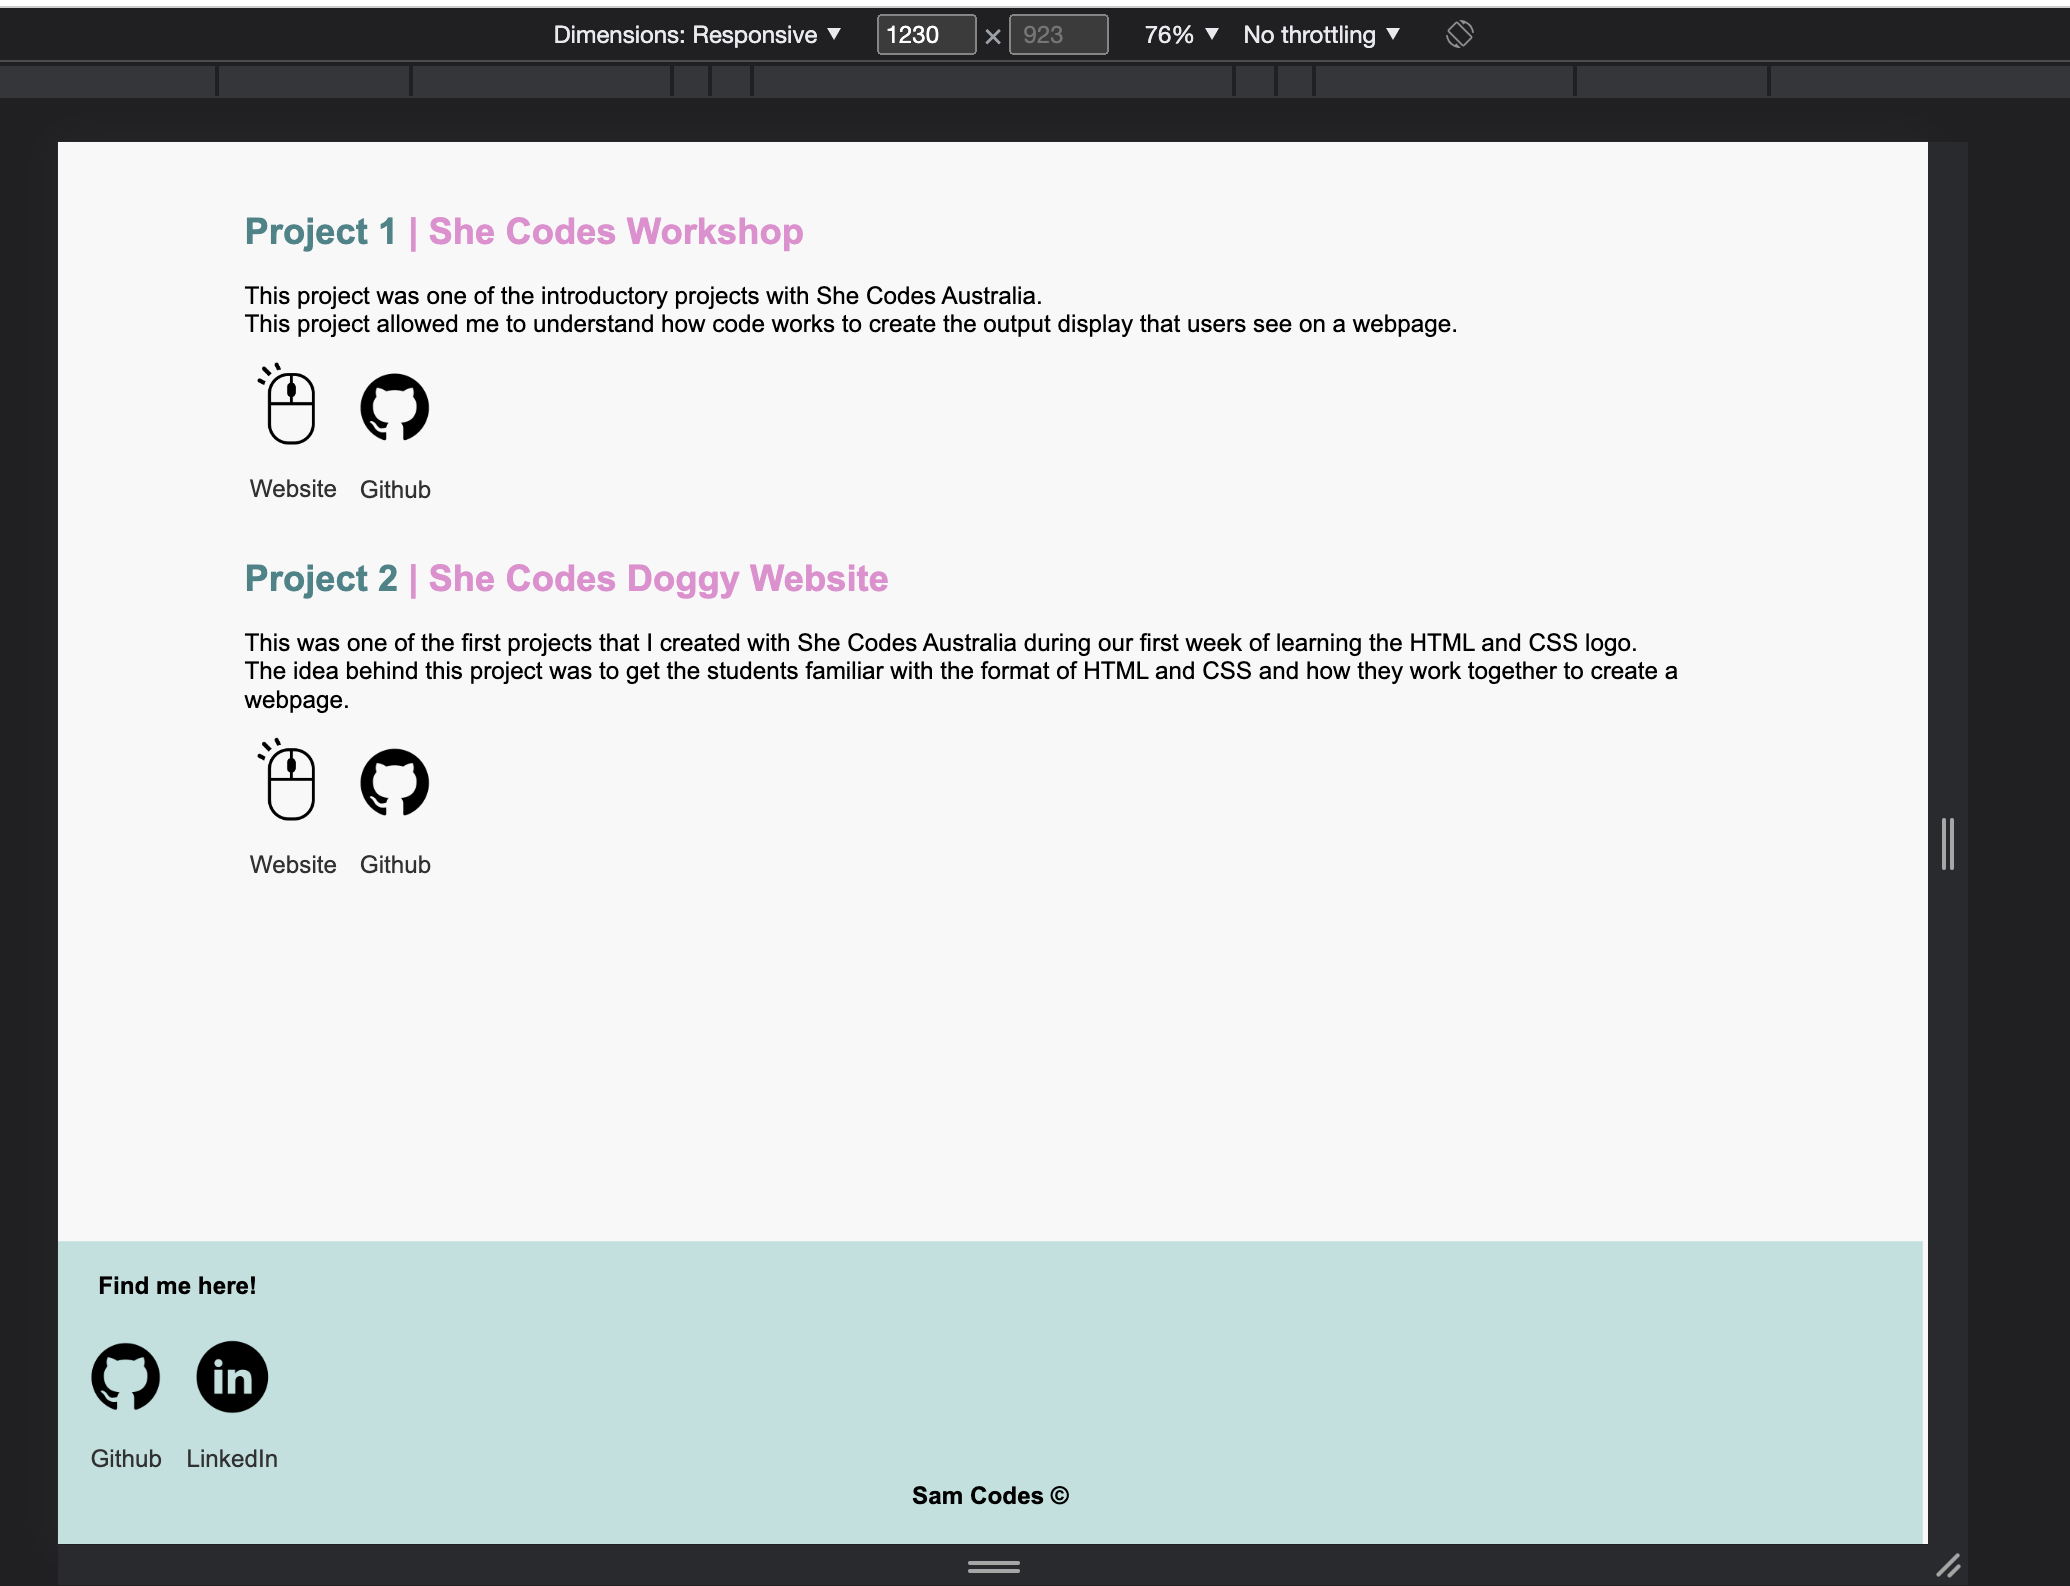 Dimensions: Responsive ▼ 1230 × 923 76% ▼ No throttling ▼
Project 1 | She Codes Workshop
This project was one of the introductory projects with She Codes Australia.
This project allowed me to understand how code works to create the output display that users see on a webpage.
Website Github
Project 2 | She Codes Doggy Website
This was one of the first projects that I created with She Codes Australia during our first week of learning the HTML and CSS logo.
The idea behind this project was to get the students familiar with the format of HTML and CSS and how they work together to create a
webpage.
Website Github
Find me here!
in
Github LinkedIn
Sam Codes ©